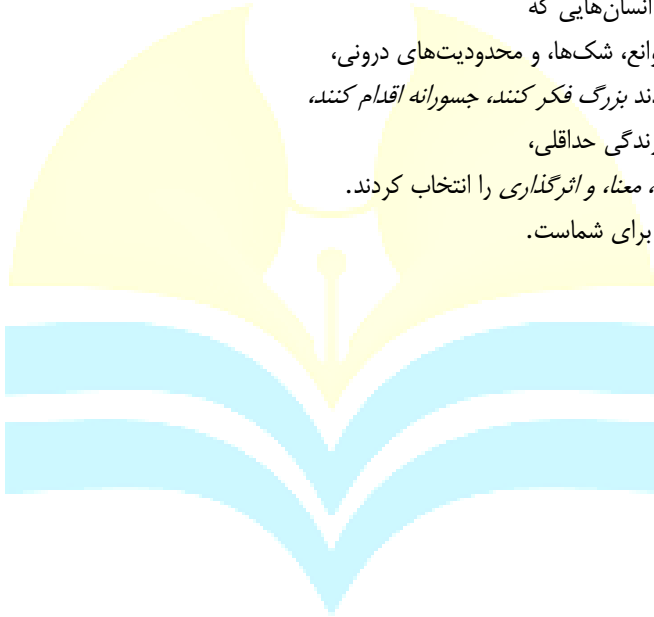 انسان‌هایی که
شک‌ها، و محدودیت‌های درونی،
بزرگ فکر کنند، جسورانه اقدام کنند،
حداقلی،
معنا، و اثرگذاری را انتخاب کردند.
برای شماست.